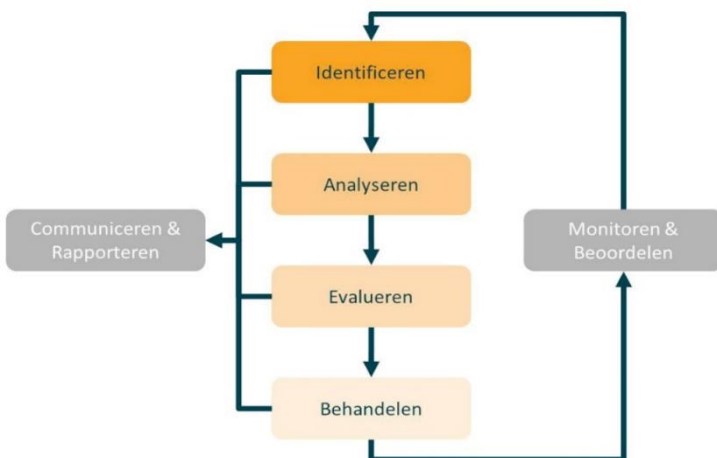 Identificeren
Analyseren
Communiceren &
Rapporteren
Monitoren &
Beoordelen
Evalueren
Behandelen